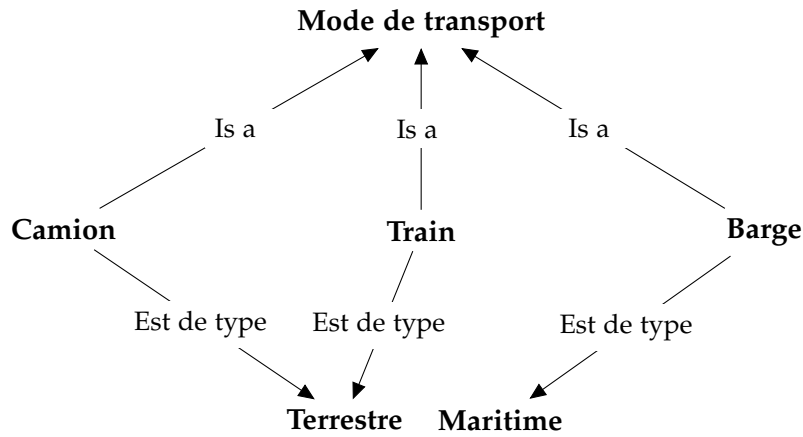 Mode de transport
Is a Is a Is a
Camion Train Barge
Est de type Est de type Est de type
Terrestre Maritime